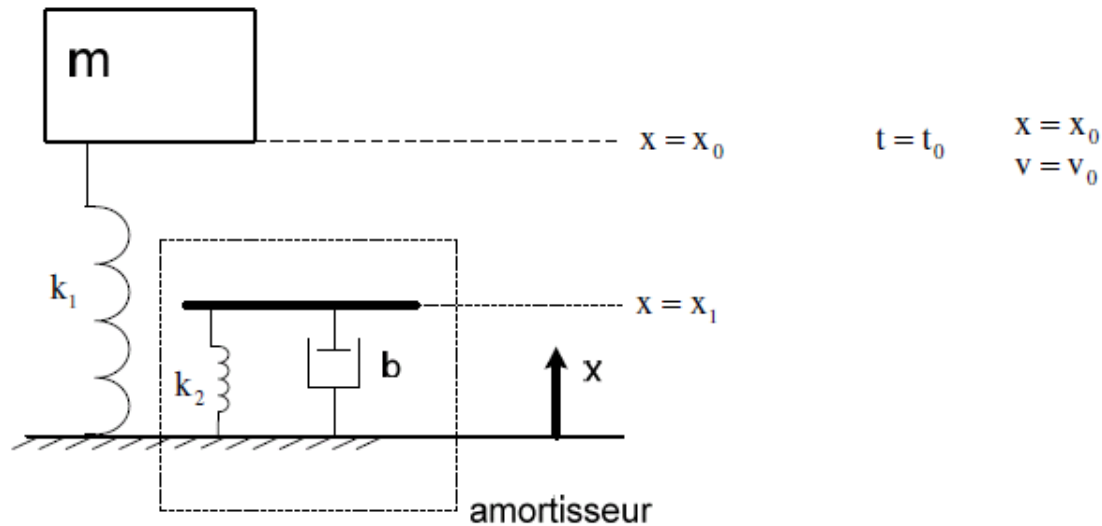 m
x = x₀
t = t₀
x = x₀
v = v₀
k₁
x = x₁
k₂
b
x
amortisseur